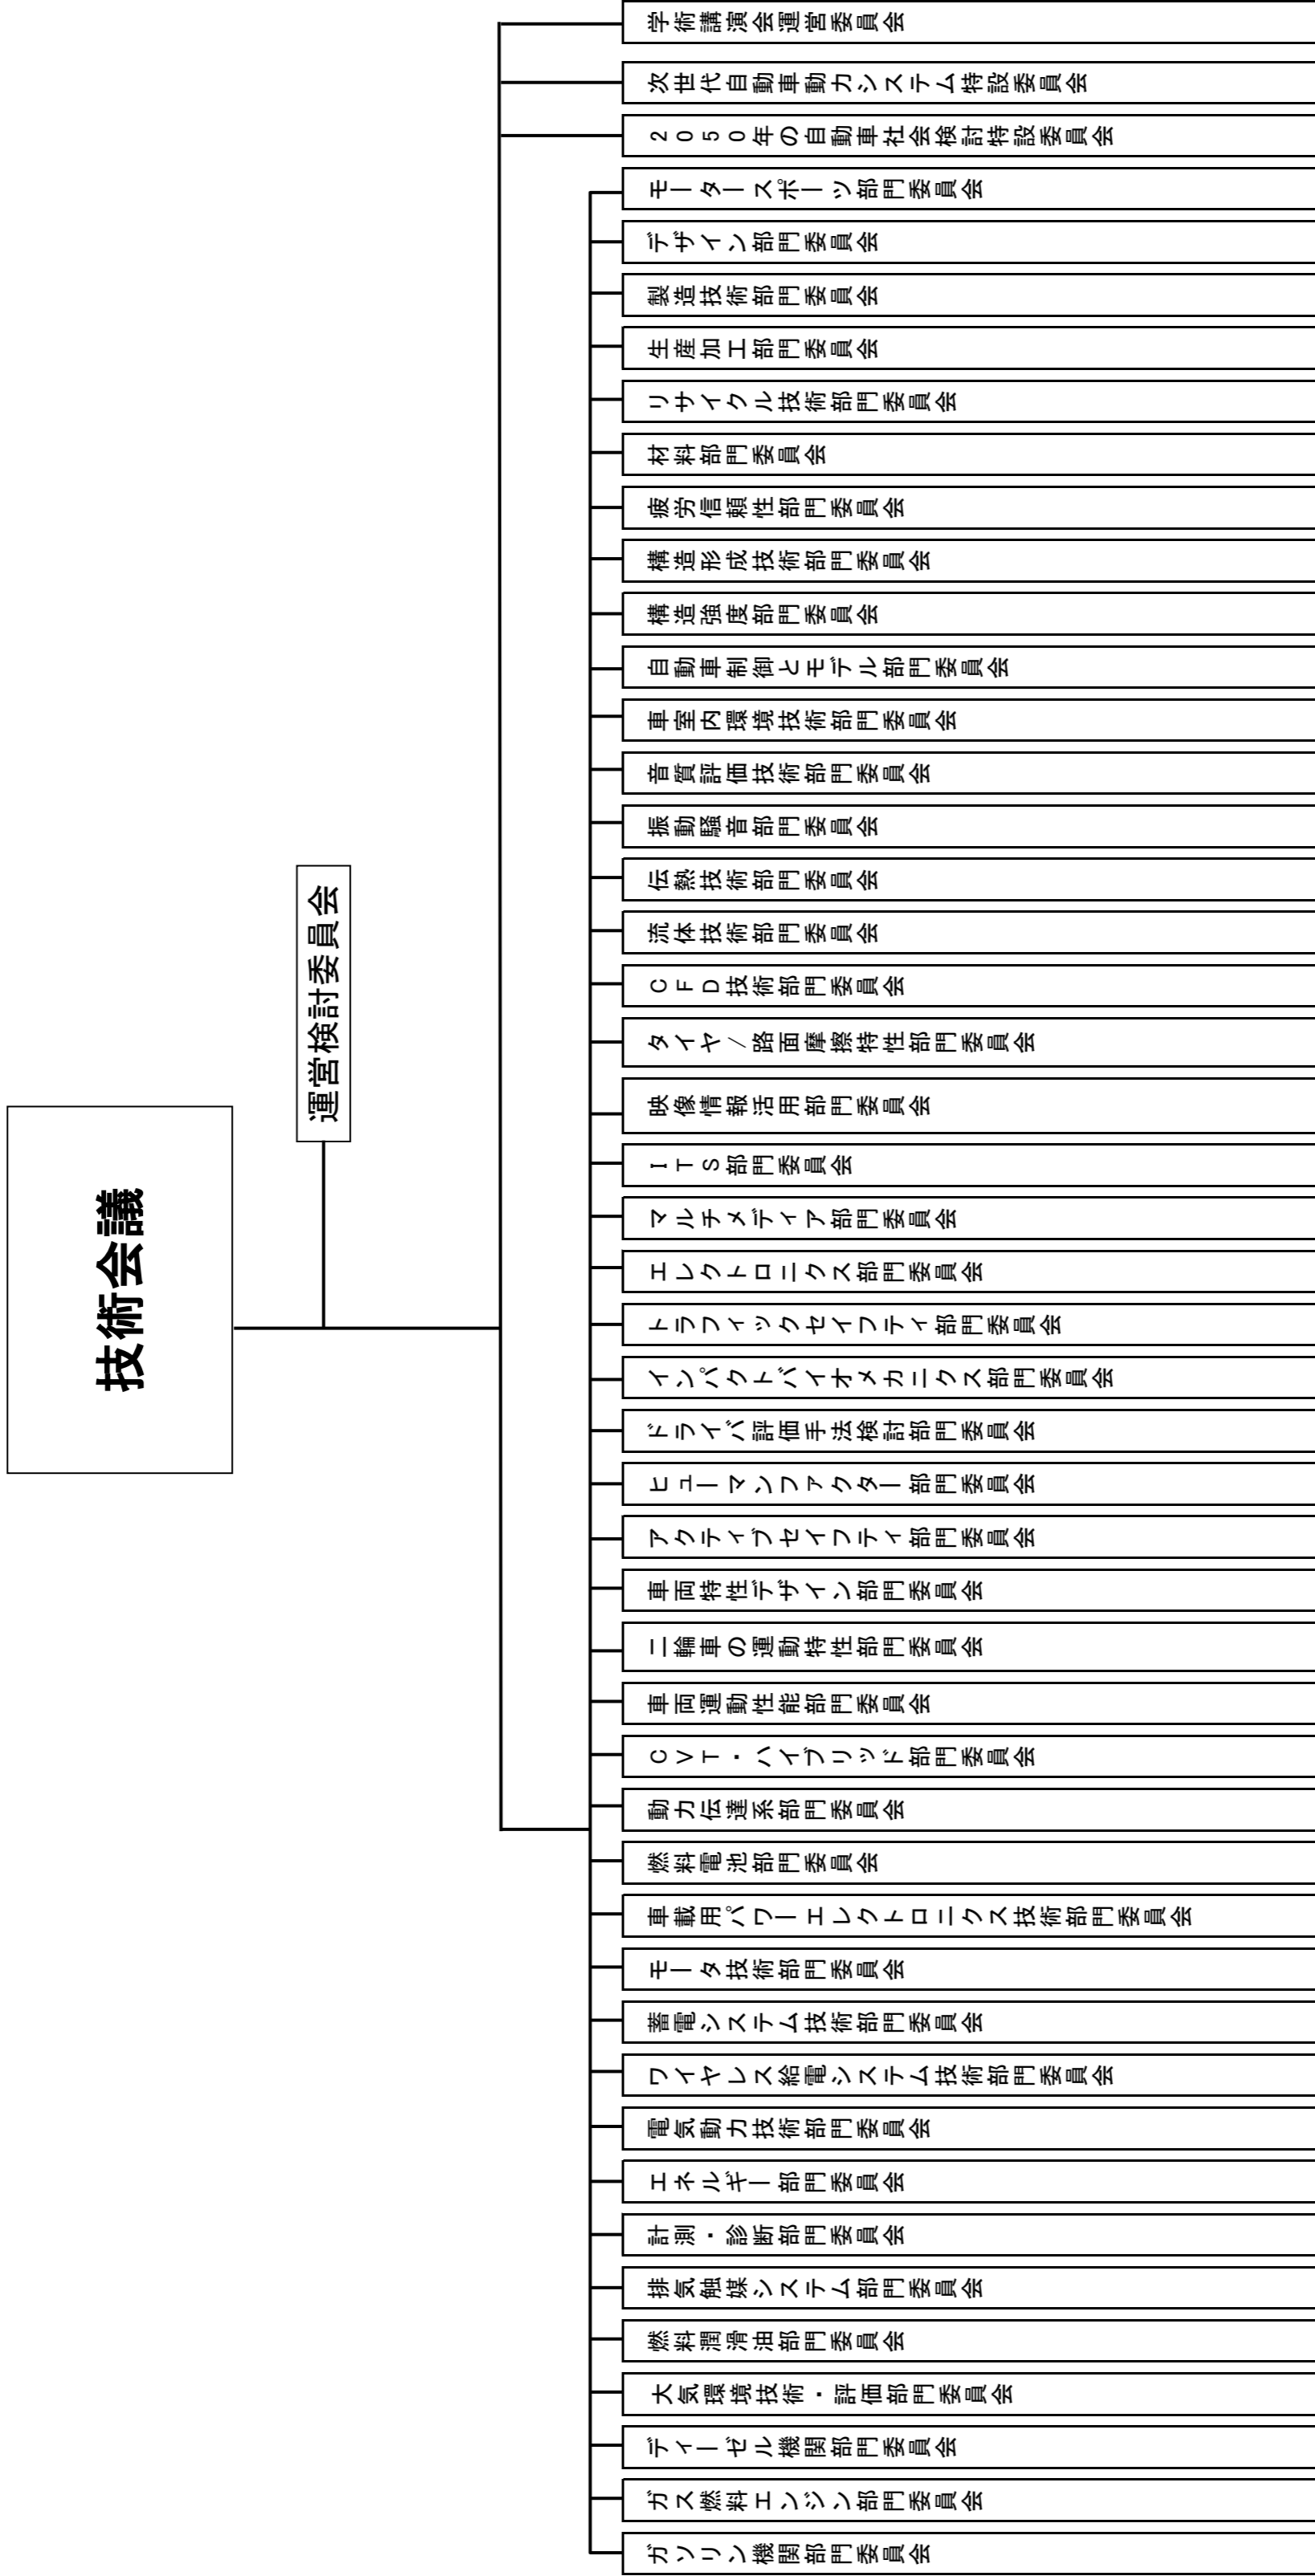 技術会議
運営検討委員会
学術講演会運営委員会
次世代自動車動力システム特設委員会
２０５０年の自動車社会検討特設委員会
モータースポーツ部門委員会
デザイン部門委員会
製造技術部門委員会
生産加工部門委員会
リサイクル技術部門委員会
材料部門委員会
疲労信頼性部門委員会
構造形成技術部門委員会
構造強度部門委員会
自動車制御とモデル部門委員会
車室内環境技術部門委員会
音質評価技術部門委員会
振動騒音部門委員会
伝熱技術部門委員会
流体技術部門委員会
ＣＦＤ技術部門委員会
タイヤ／路面摩擦特性部門委員会
映像情報活用部門委員会
ＩＴＳ部門委員会
マルチメディア部門委員会
エレクトロニクス部門委員会
トラフィックセイフティ部門委員会
インパクトバイオメカニクス部門委員会
ドライバ評価手法検討部門委員会
ヒューマンファクター部門委員会
アクティブセイフティ部門委員会
車両特性デザイン部門委員会
二輪車の運動特性部門委員会
車両運動性能部門委員会
ＣＶＴ・ハイブリッド部門委員会
動力伝達系部門委員会
燃料電池部門委員会
車載用パワーエレクトロニクス技術部門委員会
モータ技術部門委員会
蓄電システム技術部門委員会
ワイヤレス給電システム技術部門委員会
電気動力技術部門委員会
エネルギー部門委員会
計測・診断部門委員会
排気触媒システム部門委員会
燃料潤滑油部門委員会
大気環境技術・評価部門委員会
ディーゼル機関部門委員会
ガス燃料エンジン部門委員会
ガソリン機関部門委員会